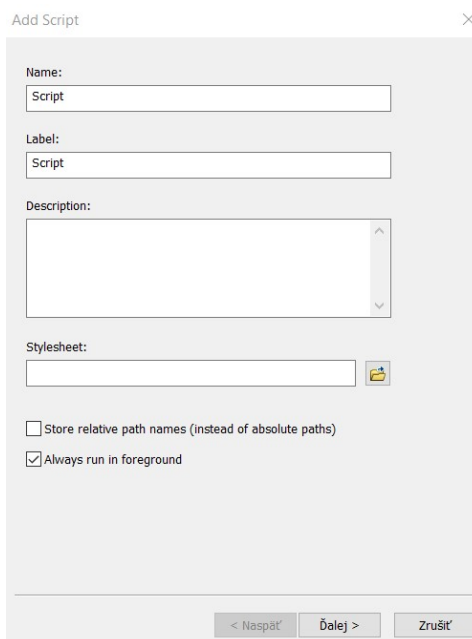 Add Script
Name:
Script
Label:
Script
Description:
Stylesheet:
Store relative path names (instead of absolute paths)
Always run in foreground
< Naspäť
Ďalej >
Zrušiť